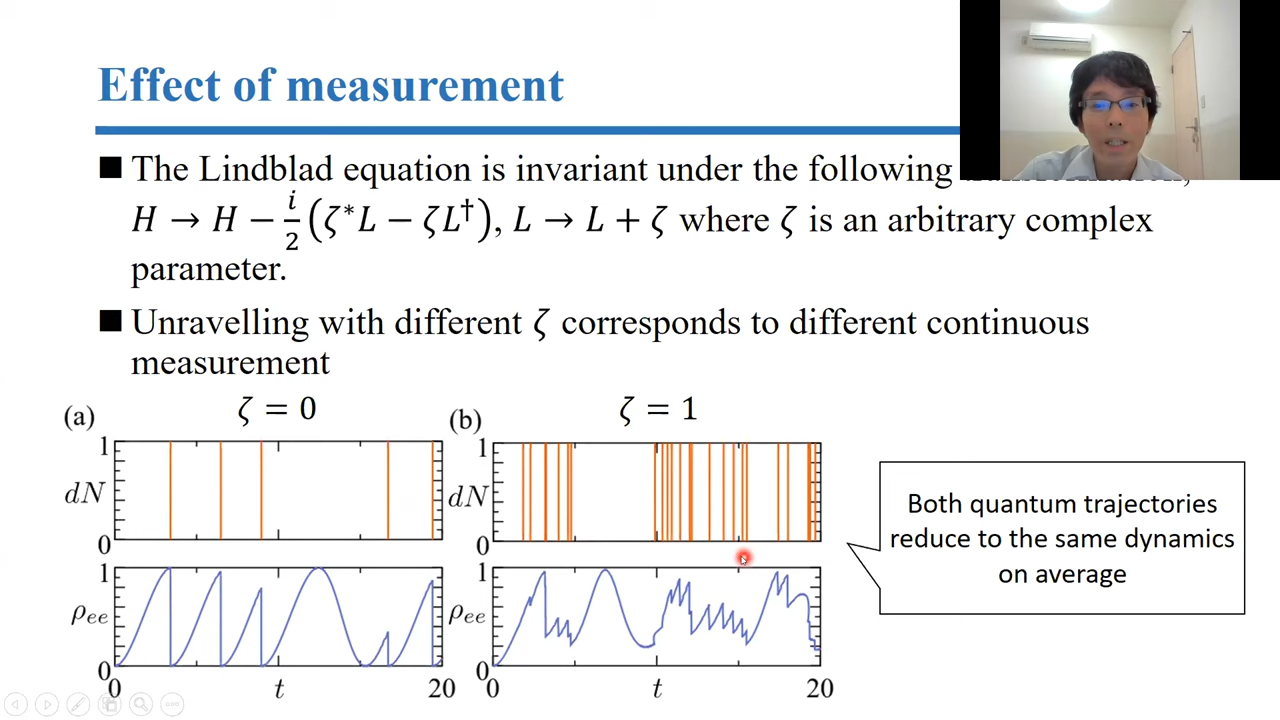 Effect of measurement
■ The Lindblad equation is invariant under the following
H → H − i/2 (ζ*L − ζL†), L → L + ζ where ζ is an arbitrary complex
parameter.
■ Unravelling with different ζ corresponds to different continuous
measurement
(a) ζ = 0
(b) ζ = 1
1
dN
0
1
dN
0
1
ρee
0
0 t 20
1
ρee
0
0 t 20
Both quantum trajectories
reduce to the same dynamics
on average